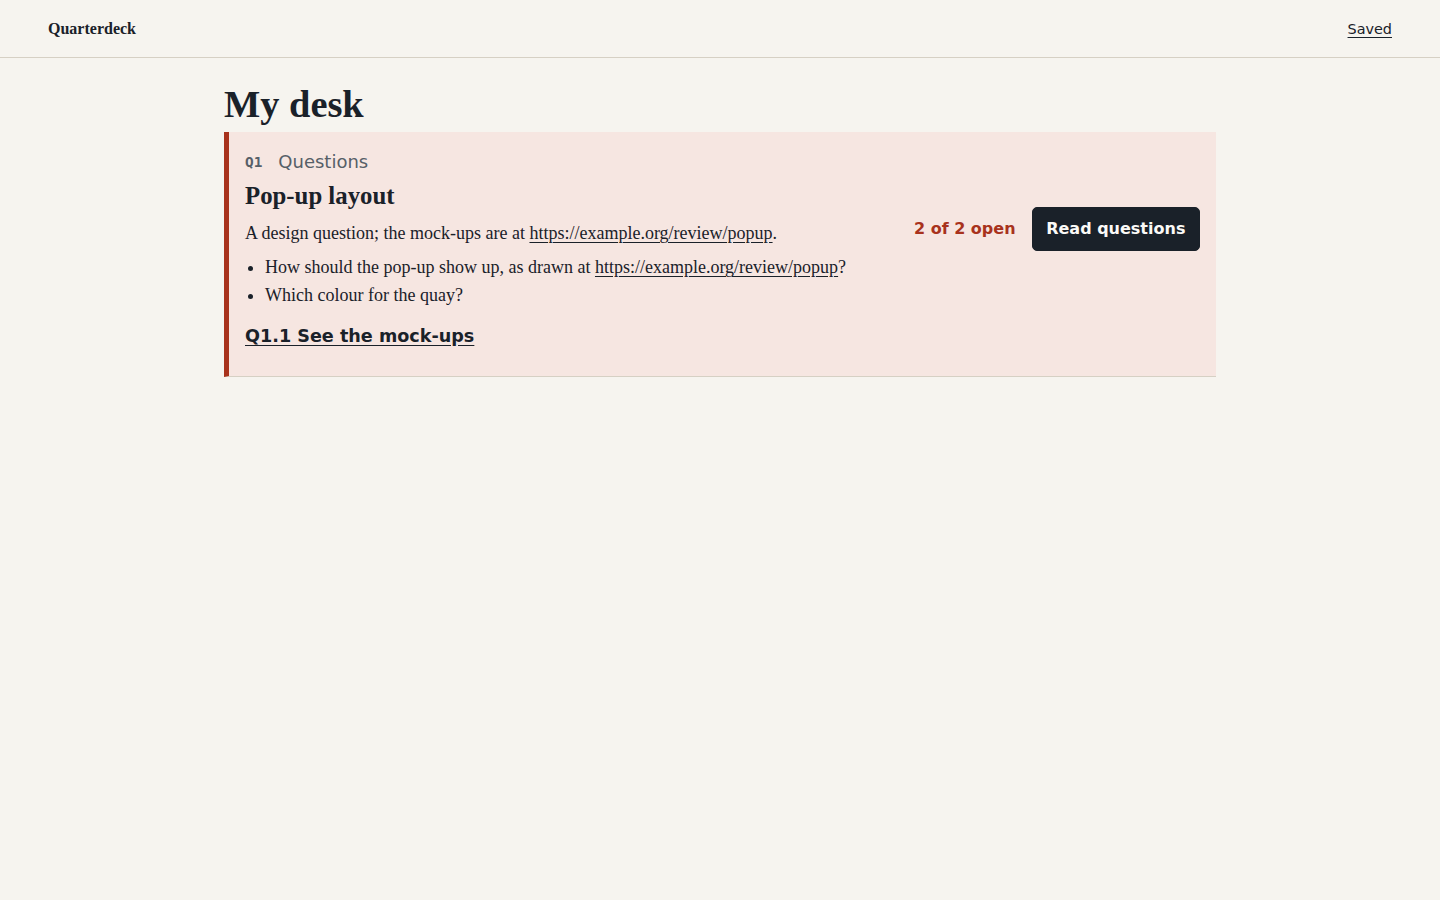 Quarterdeck
Saved
My desk
Q1 Questions
Pop-up layout
A design question; the mock-ups are at https://example.org/review/popup.
2 of 2 open
Read questions
• How should the pop-up show up, as drawn at https://example.org/review/popup?
• Which colour for the quay?
Q1.1 See the mock-ups